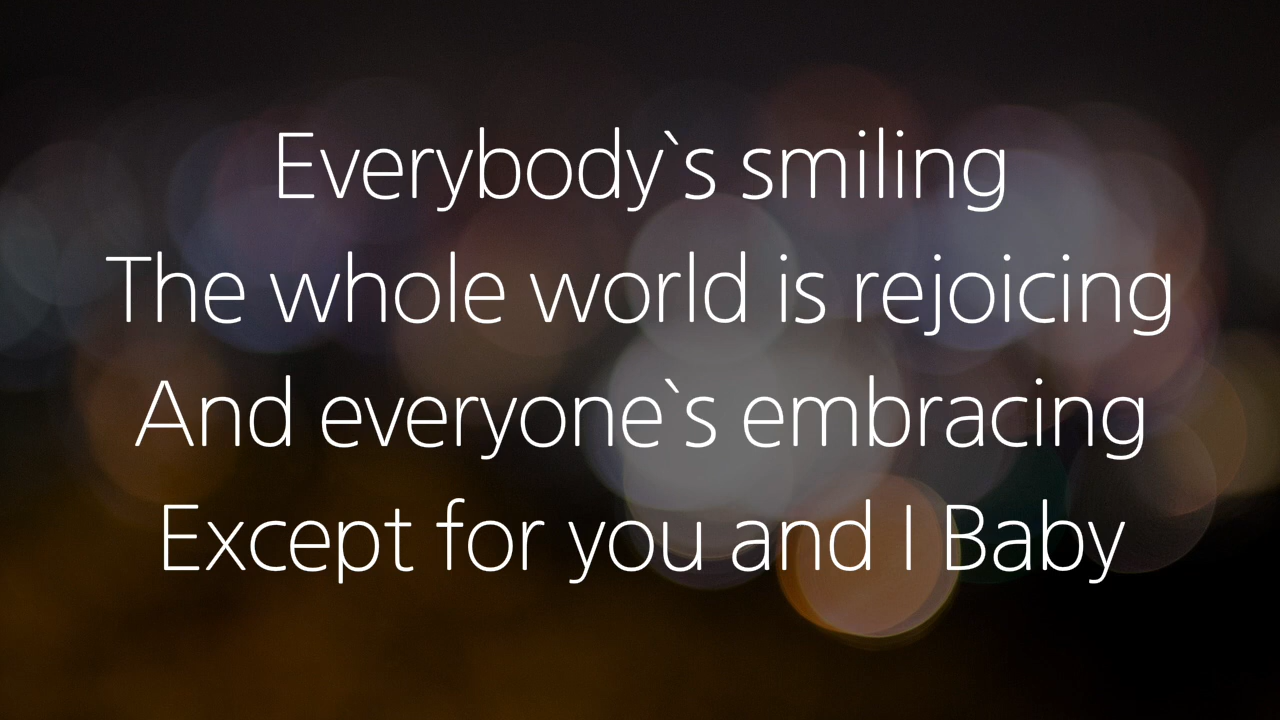 Everybody`s smiling
The whole world is rejoicing
And everyone`s embracing
Except for you and I Baby